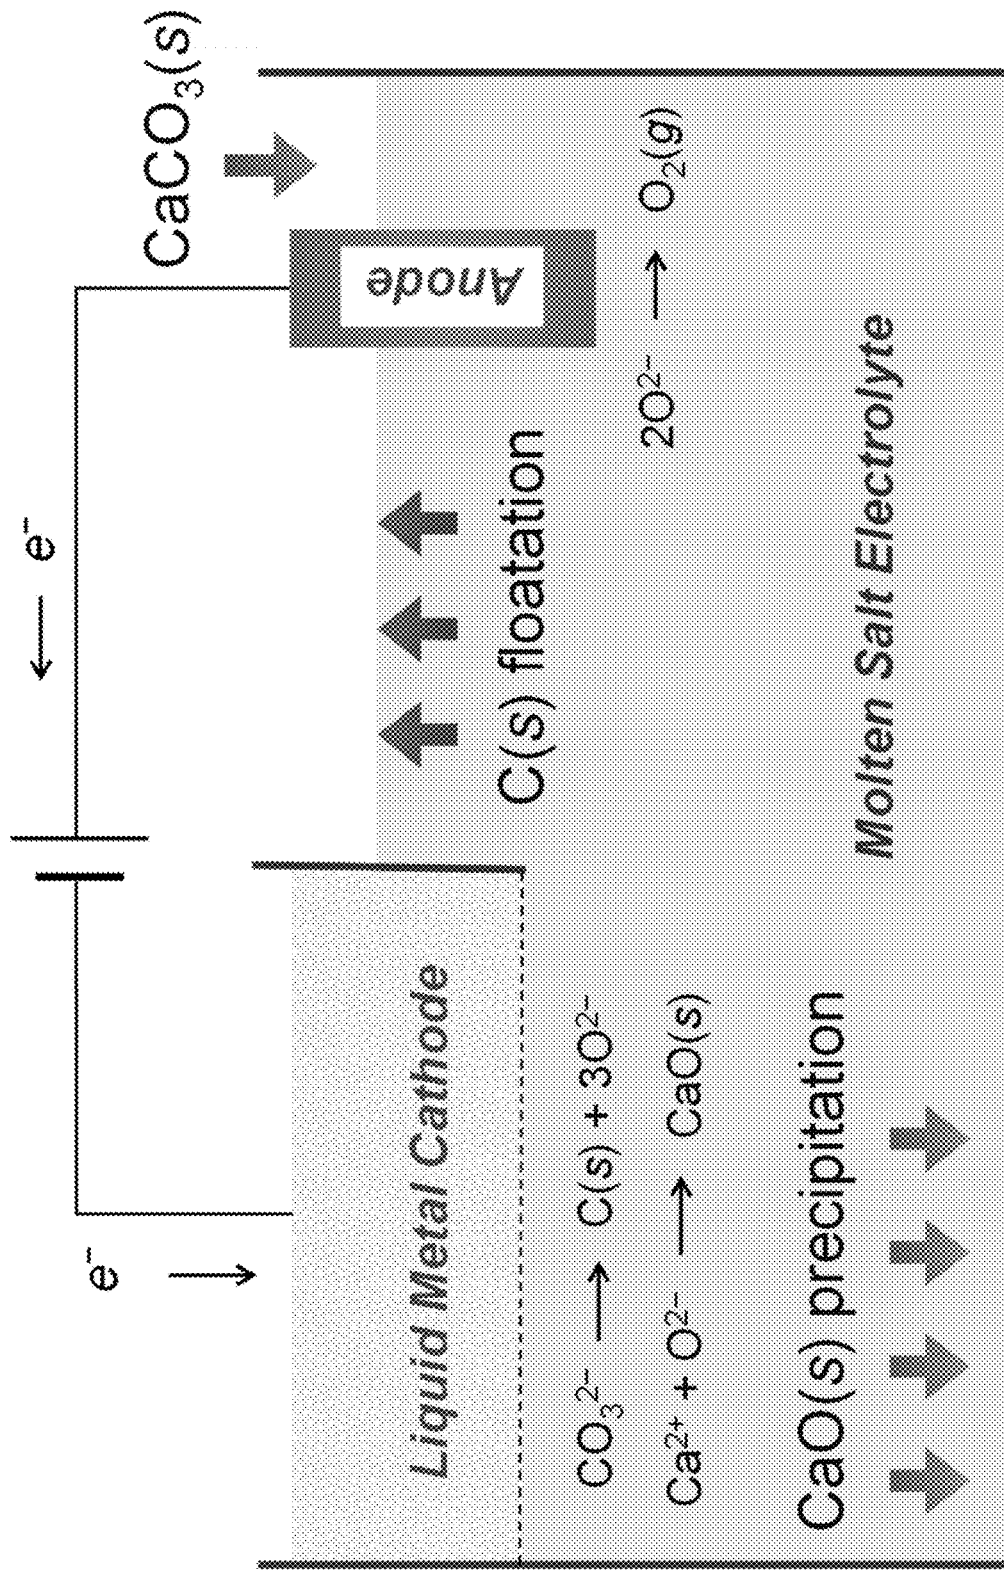 e⁻
e⁻
CaCO₃(s)
Anode
Liquid Metal Cathode
CO₃²⁻ ⟶ C(s) + 3O²⁻
Ca²⁺ + O²⁻ ⟶ CaO(s)
CaO(s) precipitation
C(s) floatation
2O²⁻ ⟶ O₂(g)
Molten Salt Electrolyte